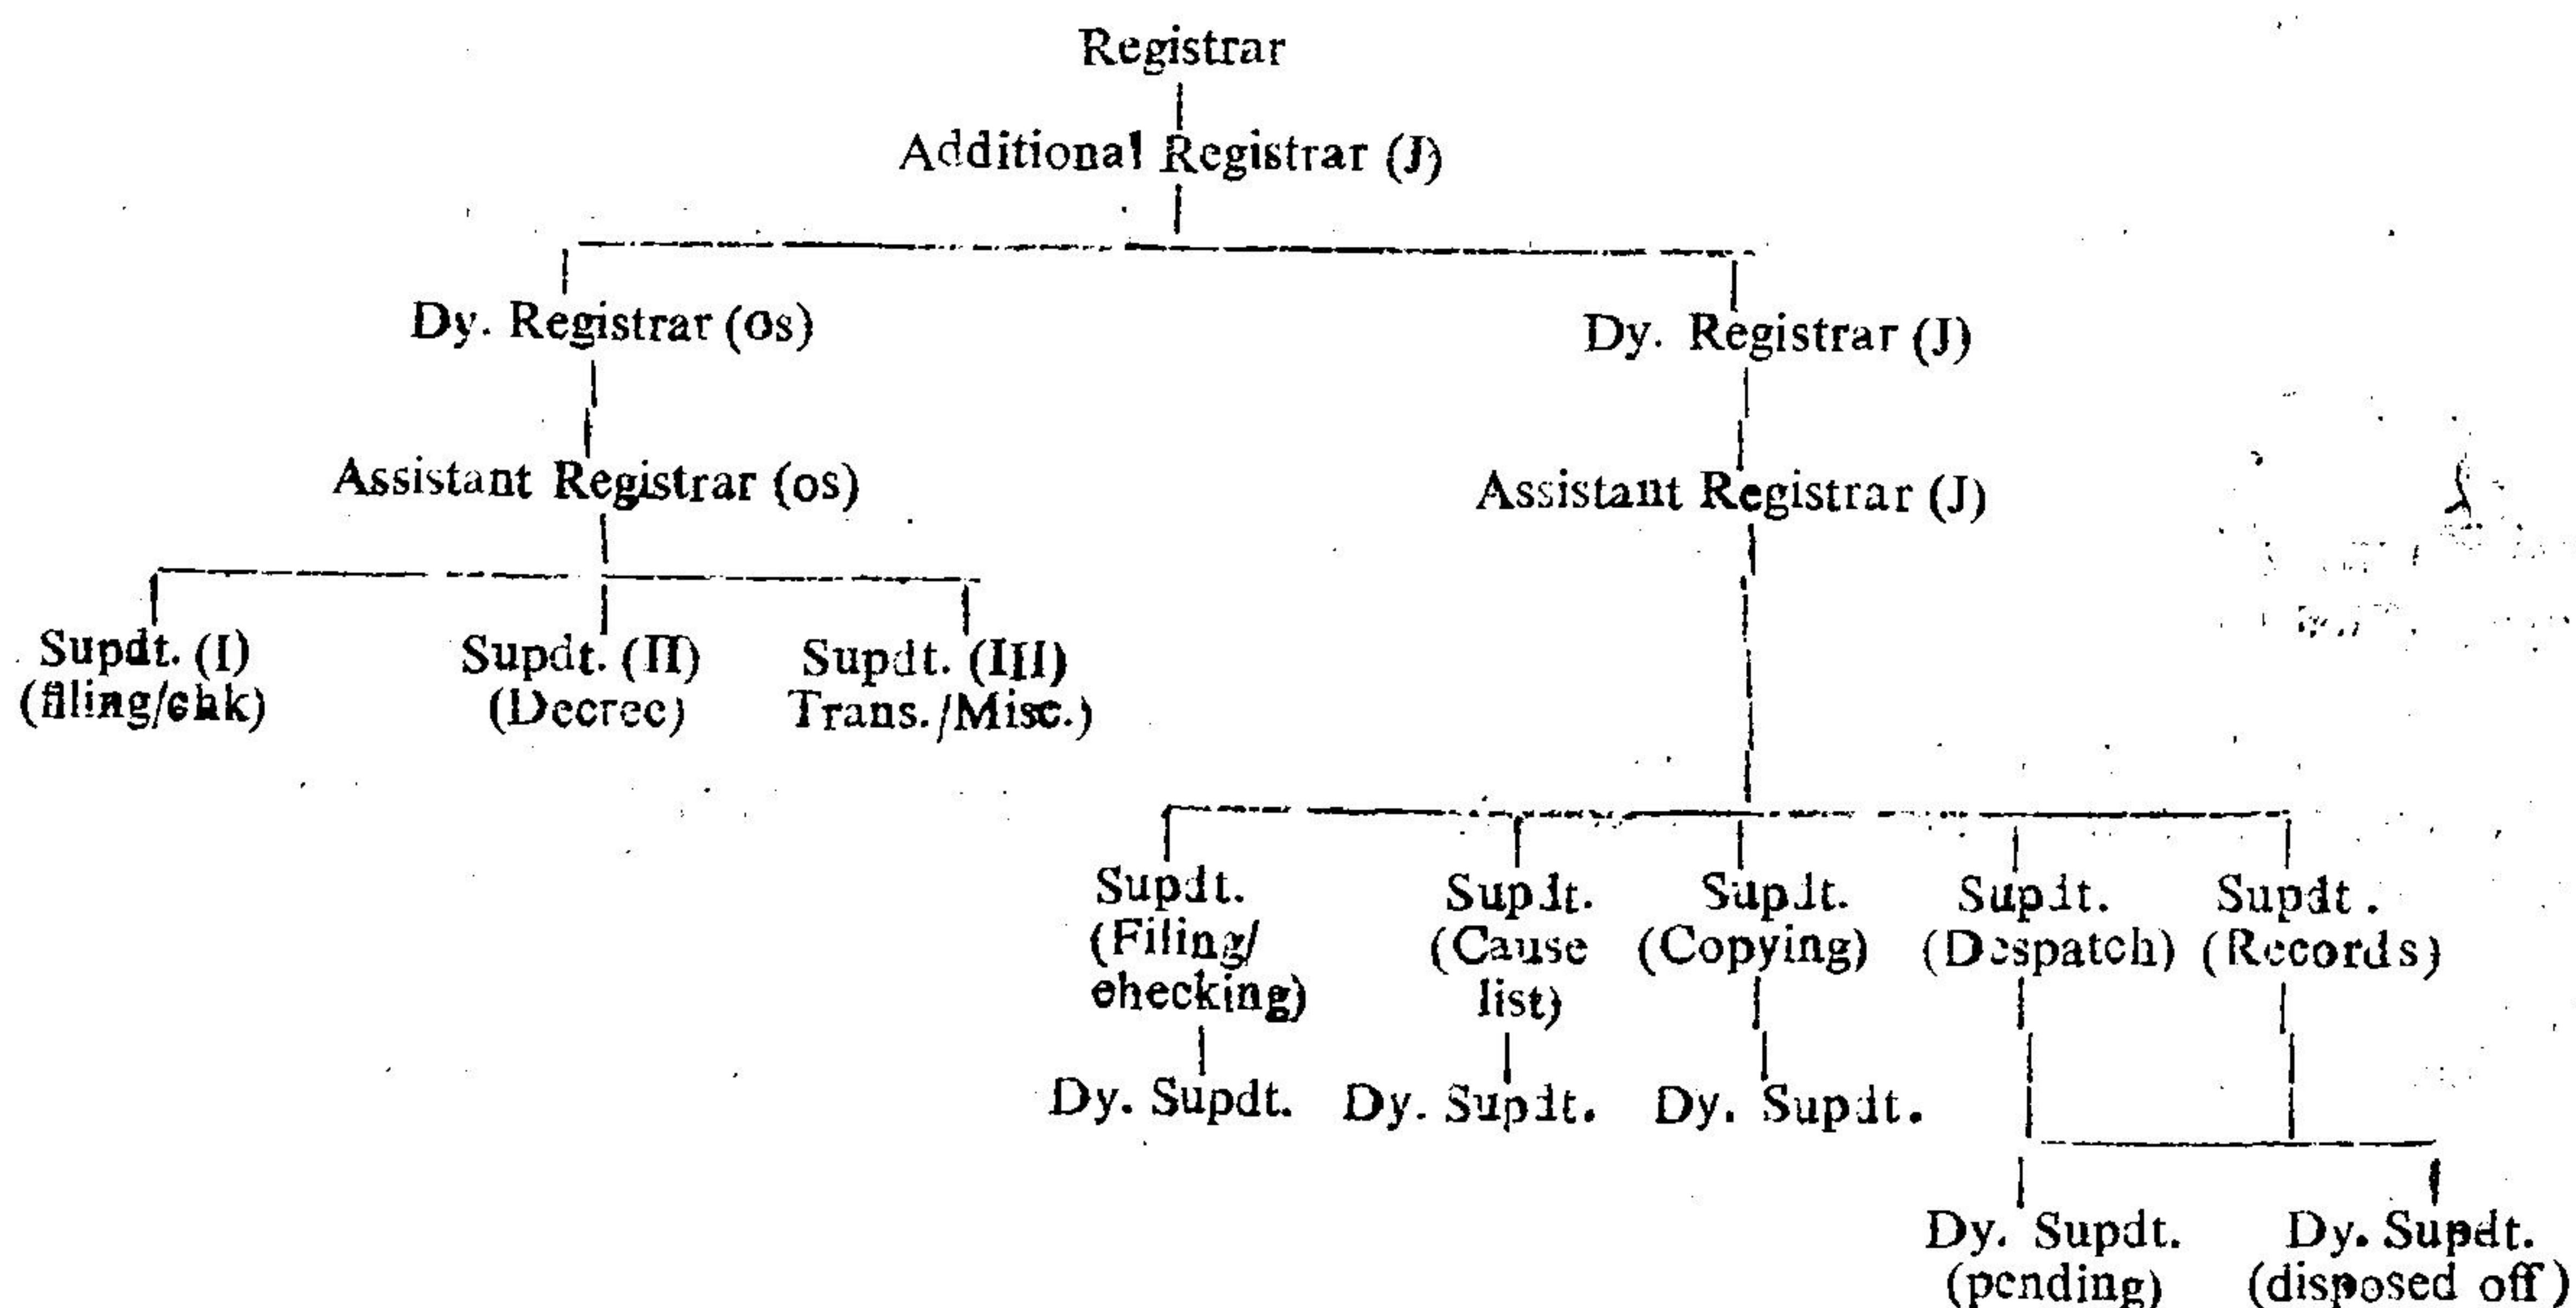 Registrar
Additional Registrar (J)
Dy. Registrar (os)
Dy. Registrar (J)
Assistant Registrar (os)
Assistant Registrar (J)
Supdt. (I)
(filing/chk)
Supdt. (II)
(Decree)
Supdt. (III)
Trans./Misc.)
Supdt.
(Filing/
checking)
Supdt.
(Cause
list)
Supdt.
(Copying)
Supdt.
(Despatch)
Supdt.
(Records)
Dy. Supdt.
Dy. Supdt.
Dy. Supdt.
Dy. Supdt.
(pending)
Dy. Supdt.
(disposed off)